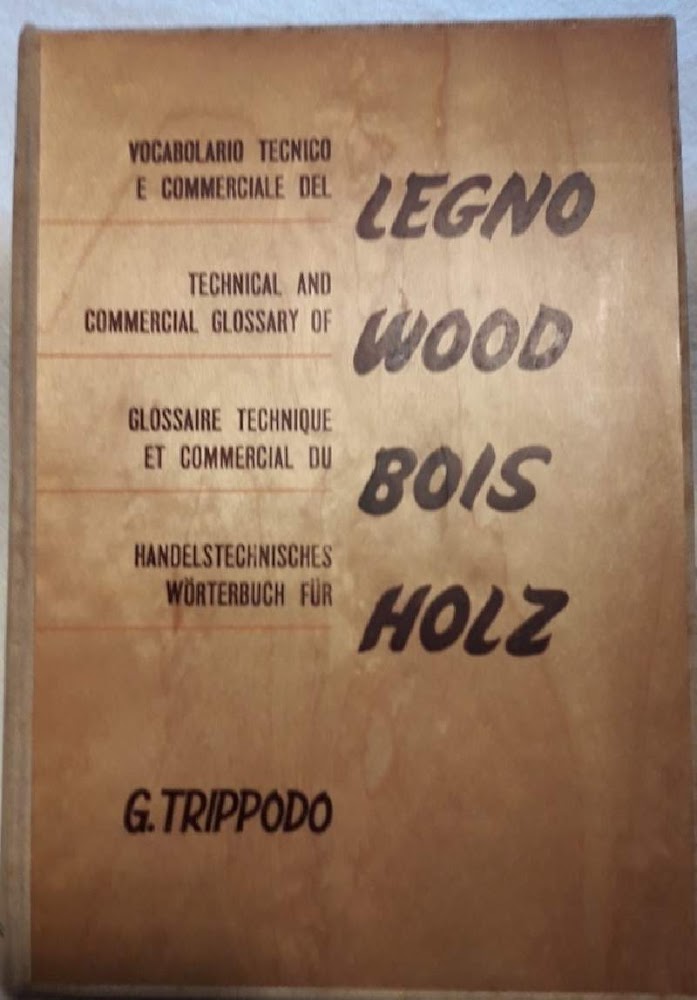 VOCABOLARIO TECNICO
E COMMERCIALE DEL
LEGNO
TECHNICAL AND
COMMERCIAL GLOSSARY OF
WOOD
GLOSSAIRE TECHNIQUE
ET COMMERCIAL DU
BOIS
HANDELSTECHNISCHES
WÖRTERBUCH FÜR
HOLZ
G. TRIPPODO